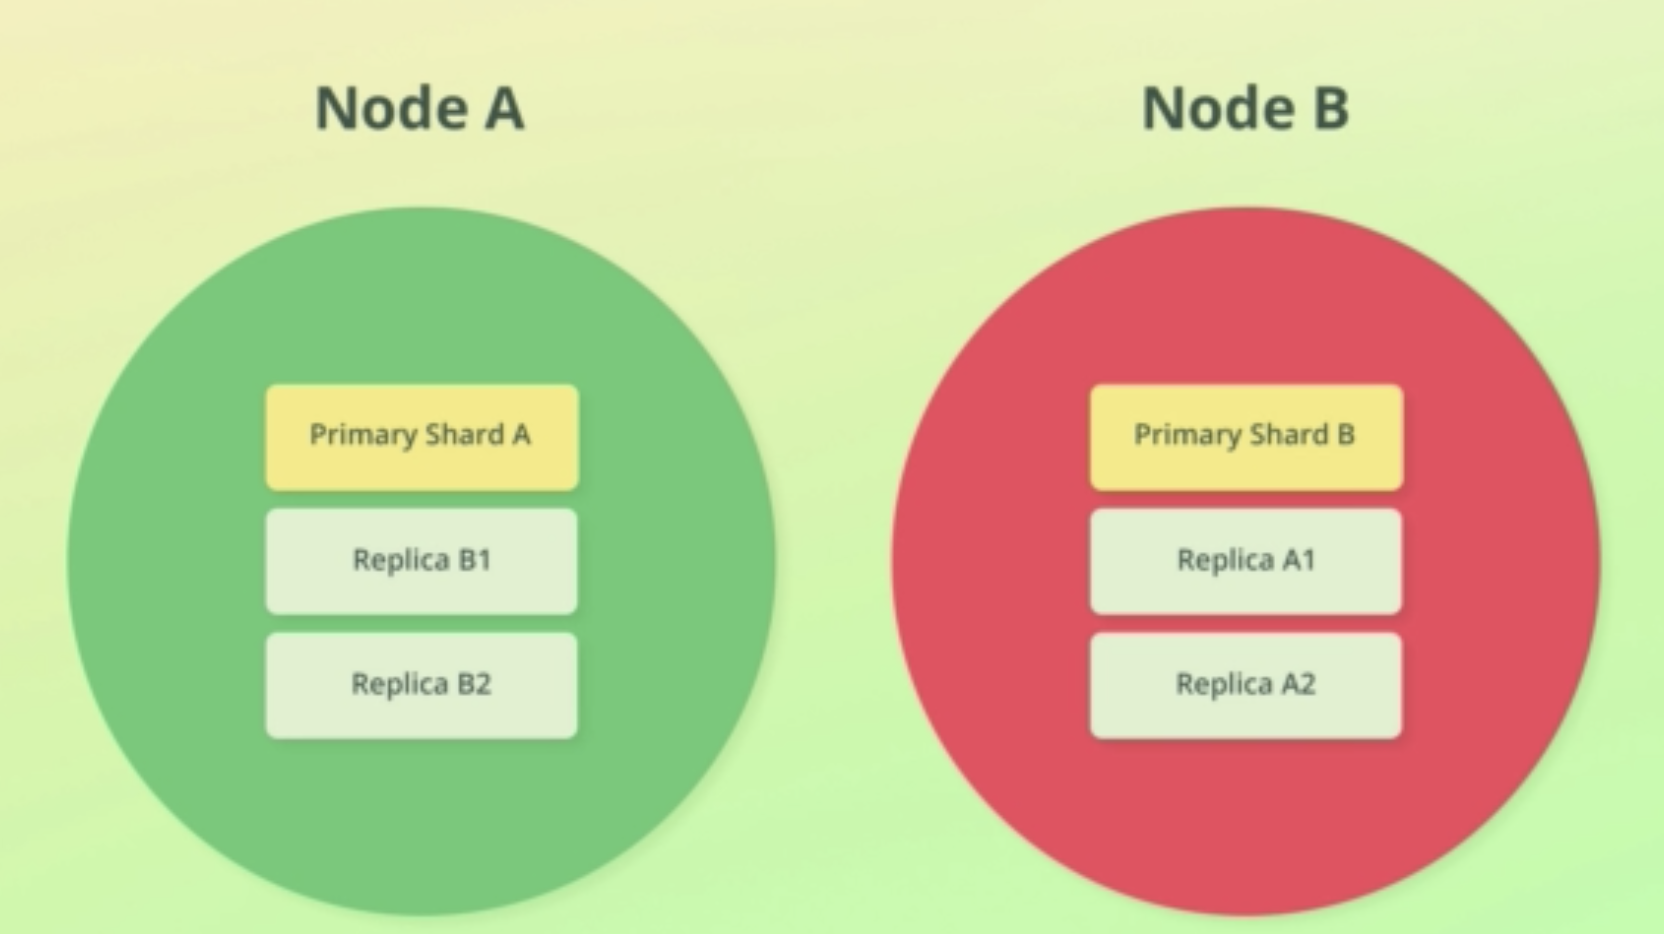 Node A
Primary Shard A
Replica B1
Replica B2
Node B
Primary Shard B
Replica A1
Replica A2